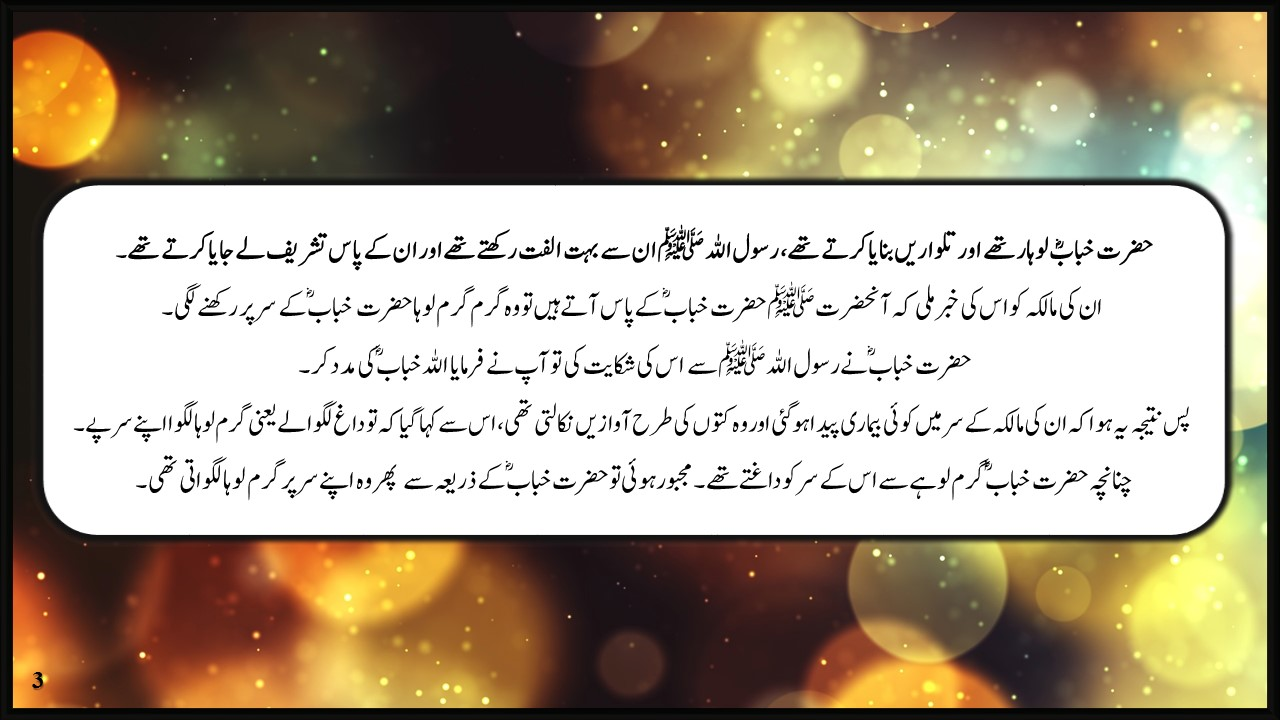 حضرت خبابؓ لوہار تھے اور تلواریں بنایا کرتے تھے، رسول اللہ ﷺ ان سے بہت الفت رکھتے تھے اور ان کے پاس تشریف لے جایا کرتے تھے۔
ان کی مالکہ کو اس کی خبر ملی کہ آنحضرت ﷺ حضرت خبابؓ کے پاس آتے ہیں تو وہ گرم گرم لوہا حضرت خبابؓ کے سر پر رکھنے لگی۔
حضرت خبابؓ نے رسول اللہ ﷺ سے اس کی شکایت کی تو آپ نے فرمایا اللہ خبابؓ کی مدد کر۔
پس نتیجہ یہ ہوا کہ ان کی مالکہ کے سر میں کوئی بیماری پیدا ہوگئی اور وہ کتوں کی طرح آوازیں نکالتی تھی، اس سے کہا گیا کہ تو داغ لگوا لے یعنی گرم لوہا لگوا اپنے سر پے۔
چنانچہ حضرت خبابؓ گرم لوہے سے اس کے سر کو داغتے تھے۔ مجبور ہوئی تو حضرت خبابؓ کے ذریعہ سے پھر وہ اپنے سر پر گرم لوہا لگواتی تھی۔
3